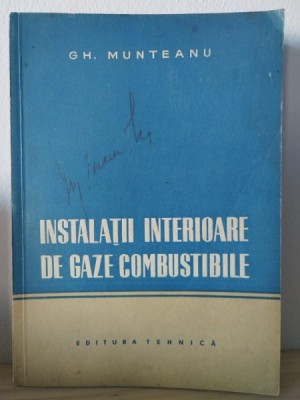 GH. MUNTEANU
INSTALAȚII INTERIOARE
DE GAZE COMBUSTIBILE
EDITURA TEHNICĂ